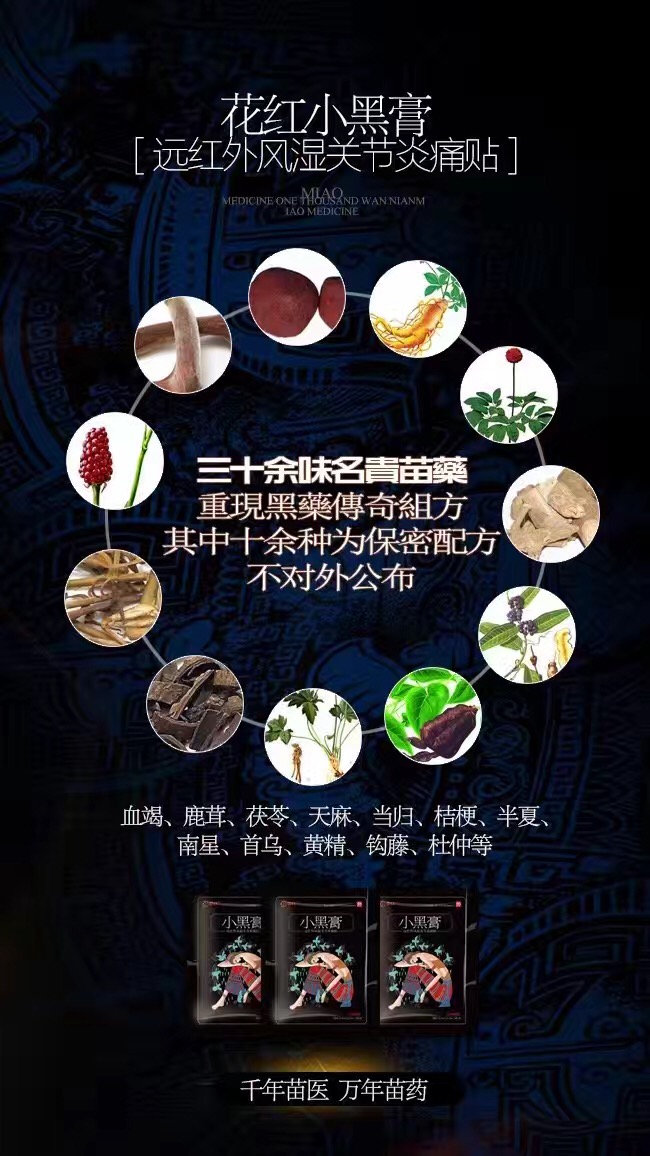 花红小黑膏
[ 远红外风湿关节炎痛贴 ]
MIAO
MEDICINE ONE THOUSAND WAN NIANM
IAO MEDICINE
三十余味名貴苗藥
重現黑藥傳奇組方
其中十余种为保密配方
不对外公布
血竭、鹿茸、茯苓、天麻、当归、桔梗、半夏、
南星、首乌、黄精、钩藤、杜仲等
小黑膏
小黑膏
小黑膏
千年苗医 万年苗药